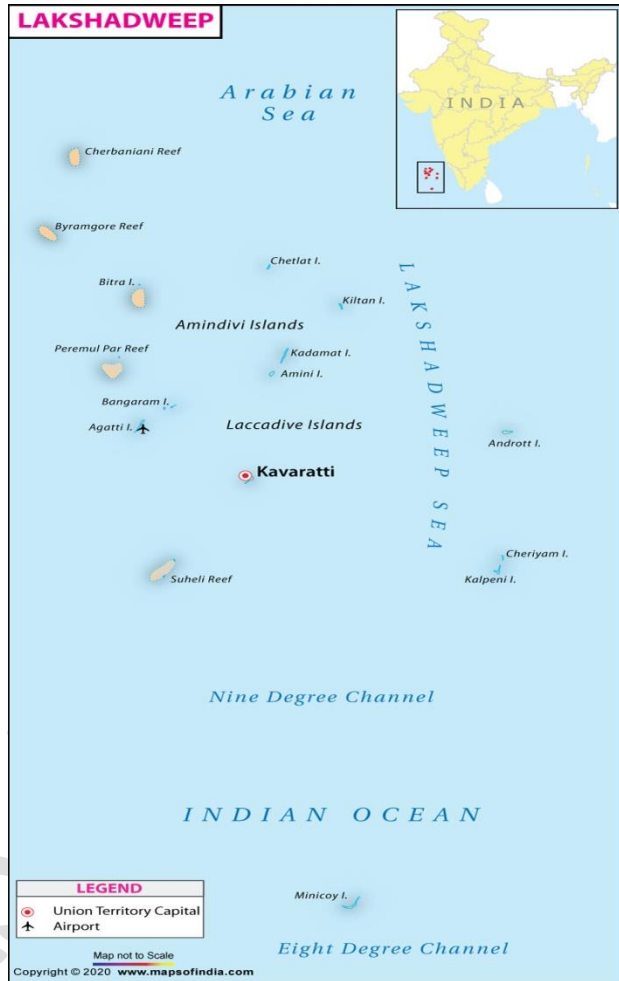 LAKSHADWEEP
Arabian
Sea
INDIA
Cherbaniani Reef
Byramgore Reef
Chetlat I.
Bitra I.
Kiltan I.
LAKSHADWEEP SEA
Amindivi Islands
Peremul Par Reef
Kadamat I.
Amini I.
Bangaram I.
Agatti I.
Laccadive Islands
Andrott I.
Kavaratti
Cheriyam I.
Suheli Reef
Kalpeni I.
Nine Degree Channel
INDIAN OCEAN
Minicoy I.
Eight Degree Channel
LEGEND
Union Territory Capital
Airport
Map not to Scale
Copyright © 2020 www.mapsofindia.com